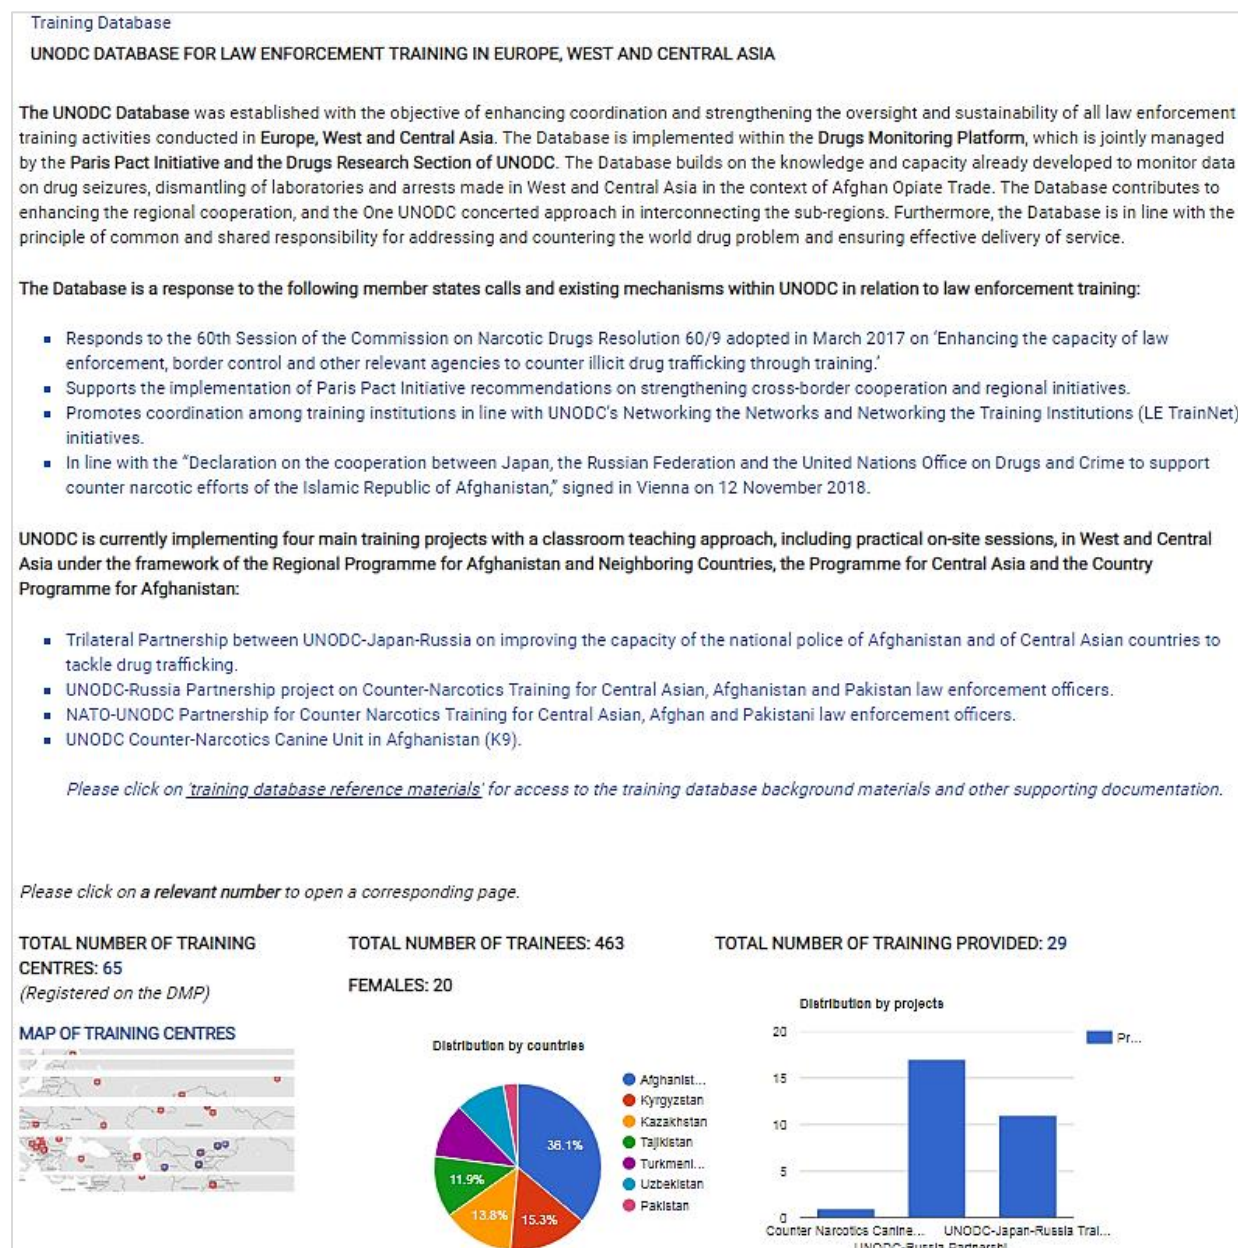 Training Database
UNODC DATABASE FOR LAW ENFORCEMENT TRAINING IN EUROPE, WEST AND CENTRAL ASIA
The UNODC Database was established with the objective of enhancing coordination and strengthening the oversight and sustainability of all law enforcement
training activities conducted in Europe, West and Central Asia. The Database is implemented within the Drugs Monitoring Platform, which is jointly managed
by the Paris Pact Initiative and the Drugs Research Section of UNODC. The Database builds on the knowledge and capacity already developed to monitor data
on drug seizures, dismantling of laboratories and arrests made in West and Central Asia in the context of Afghan Opiate Trade. The Database contributes to
enhancing the regional cooperation, and the One UNODC concerted approach in interconnecting the sub-regions. Furthermore, the Database is in line with the
principle of common and shared responsibility for addressing and countering the world drug problem and ensuring effective delivery of service.
The Database is a response to the following member states calls and existing mechanisms within UNODC in relation to law enforcement training:
Responds to the 60th Session of the Commission on Narcotic Drugs Resolution 60/9 adopted in March 2017 on ‘Enhancing the capacity of law
enforcement, border control and other relevant agencies to counter illicit drug trafficking through training.’
Supports the implementation of Paris Pact Initiative recommendations on strengthening cross-border cooperation and regional initiatives.
Promotes coordination among training institutions in line with UNODC’s Networking the Networks and Networking the Training Institutions (LE TrainNet)
initiatives.
In line with the “Declaration on the cooperation between Japan, the Russian Federation and the United Nations Office on Drugs and Crime to support
counter narcotic efforts of the Islamic Republic of Afghanistan,” signed in Vienna on 12 November 2018.
UNODC is currently implementing four main training projects with a classroom teaching approach, including practical on-site sessions, in West and Central
Asia under the framework of the Regional Programme for Afghanistan and Neighboring Countries, the Programme for Central Asia and the Country
Programme for Afghanistan:
Trilateral Partnership between UNODC-Japan-Russia on improving the capacity of the national police of Afghanistan and of Central Asian countries to
tackle drug trafficking.
UNODC-Russia Partnership project on Counter-Narcotics Training for Central Asian, Afghanistan and Pakistan law enforcement officers.
NATO-UNODC Partnership for Counter Narcotics Training for Central Asian, Afghan and Pakistani law enforcement officers.
UNODC Counter-Narcotics Canine Unit in Afghanistan (K9).
Please click on 'training database reference materials' for access to the training database background materials and other supporting documentation.
Please click on a relevant number to open a corresponding page.
TOTAL NUMBER OF TRAINING
CENTRES: 65
(Registered on the DMP)
MAP OF TRAINING CENTRES
TOTAL NUMBER OF TRAINEES: 463
FEMALES: 20
Distribution by countries
Afghanist...
Kyrgyzstan
Kazakhstan
Tajikistan
Turkmeni...
Uzbekistan
Pakistan
36.1%
15.3%
13.8%
11.9%
TOTAL NUMBER OF TRAINING PROVIDED: 29
Distribution by projects
20
15
10
5
0
Pr...
Counter Narcotics Canine...
UNODC-Japan-Russia Trai...